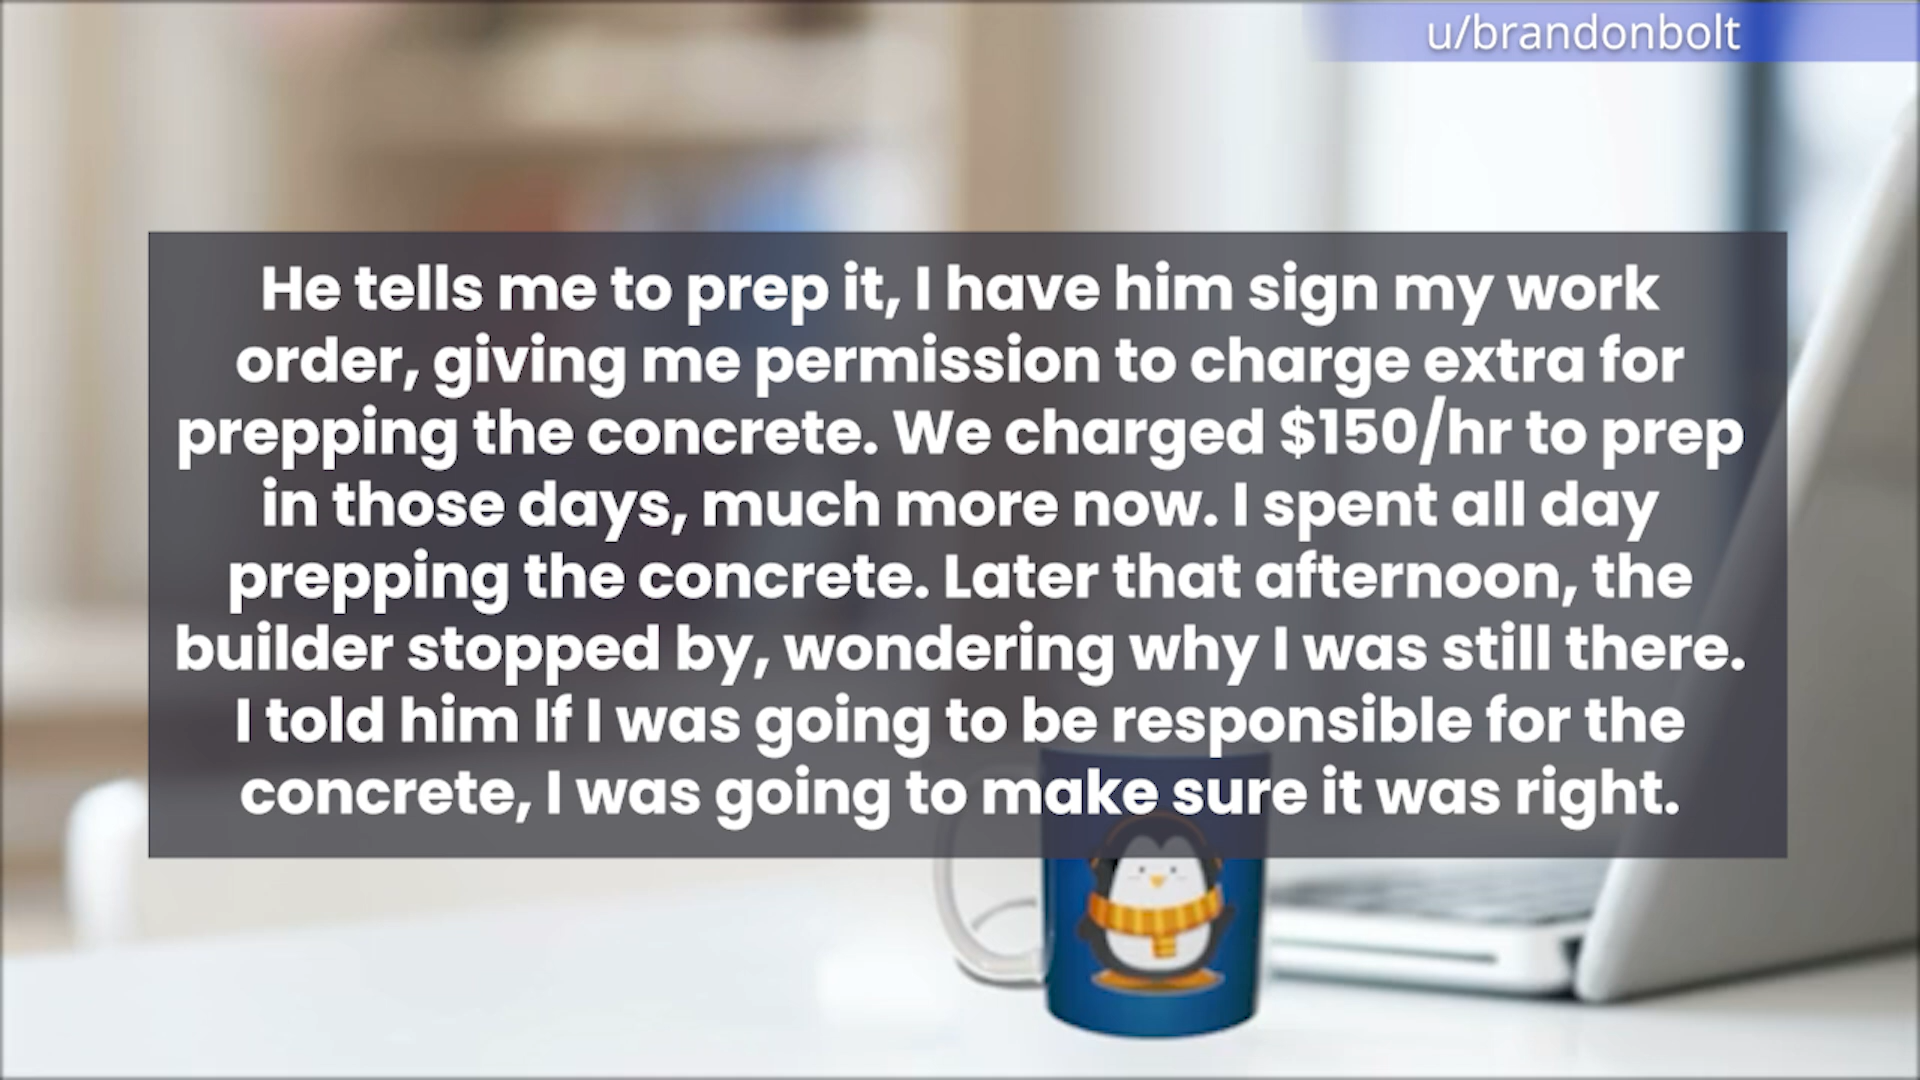 u/brandonbolt
He tells me to prep it, I have him sign my work
order, giving me permission to charge extra for
prepping the concrete. We charged $150/hr to prep
in those days, much more now. I spent all day
prepping the concrete. Later that afternoon, the
builder stopped by, wondering why I was still there.
I told him If I was going to be responsible for the
concrete, I was going to make sure it was right.